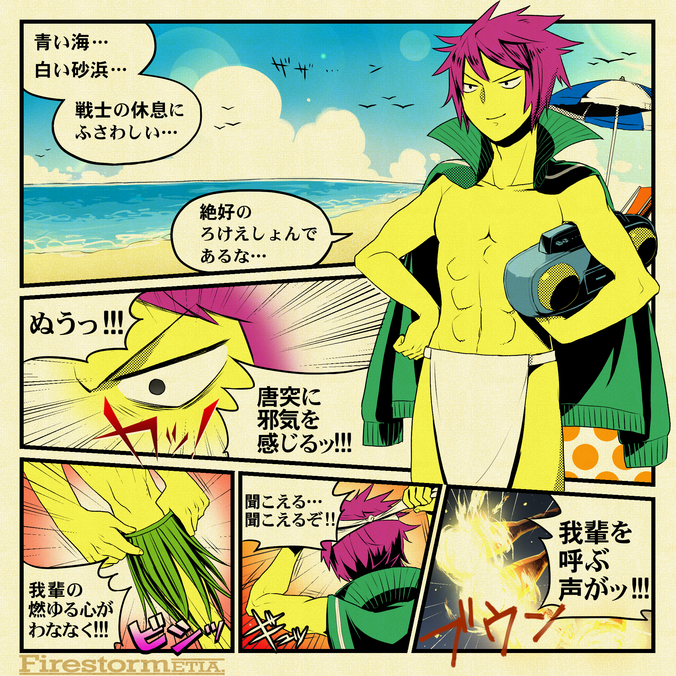 青い海…
白い砂浜…
戦士の休息に
ふさわしい…
ザザ…
絶好の
ろけえしょんで
あるな…
ぬうっ!!!
カッ
唐突に
邪気を
感じるッ!!!
我輩の
燃ゆる心が
わななく!!!
ビシッ
聞こえる…
聞こえるぞ!!
ギュッ
我輩を
呼ぶ
声がッ!!!
ブウン
FirestormETIA.